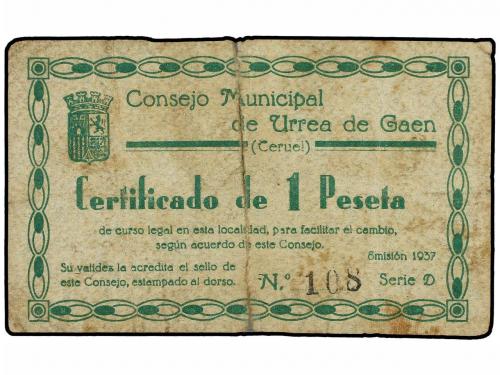 Consejo Municipal
de Urrea de Gaen
(Teruel)
Certificado de 1 Peseta
de curso legal en esta localidad, para facilitar el cambio,
según acuerdo de este Consejo.
Emisión 1937
Su validez la acredita el sello de
este Consejo, estampado al dorso.
N.º 108 Serie D